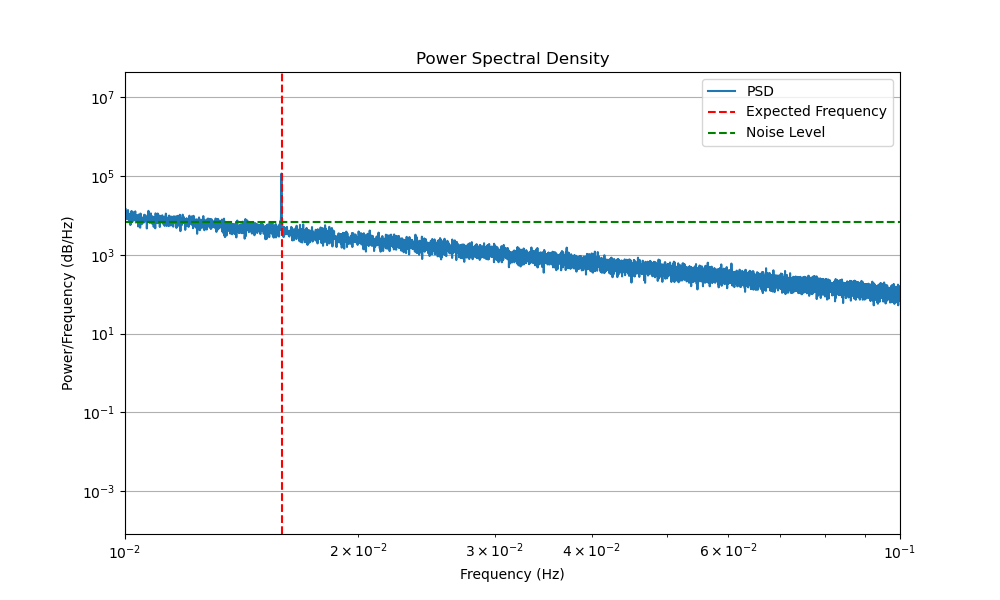 Power Spectral Density
PSD
Expected Frequency
Noise Level
Power/Frequency (dB/Hz)
10⁷
10⁵
10³
10¹
10⁻¹
10⁻³
10⁻²
2 × 10⁻²
3 × 10⁻²
4 × 10⁻²
6 × 10⁻²
10⁻¹
Frequency (Hz)